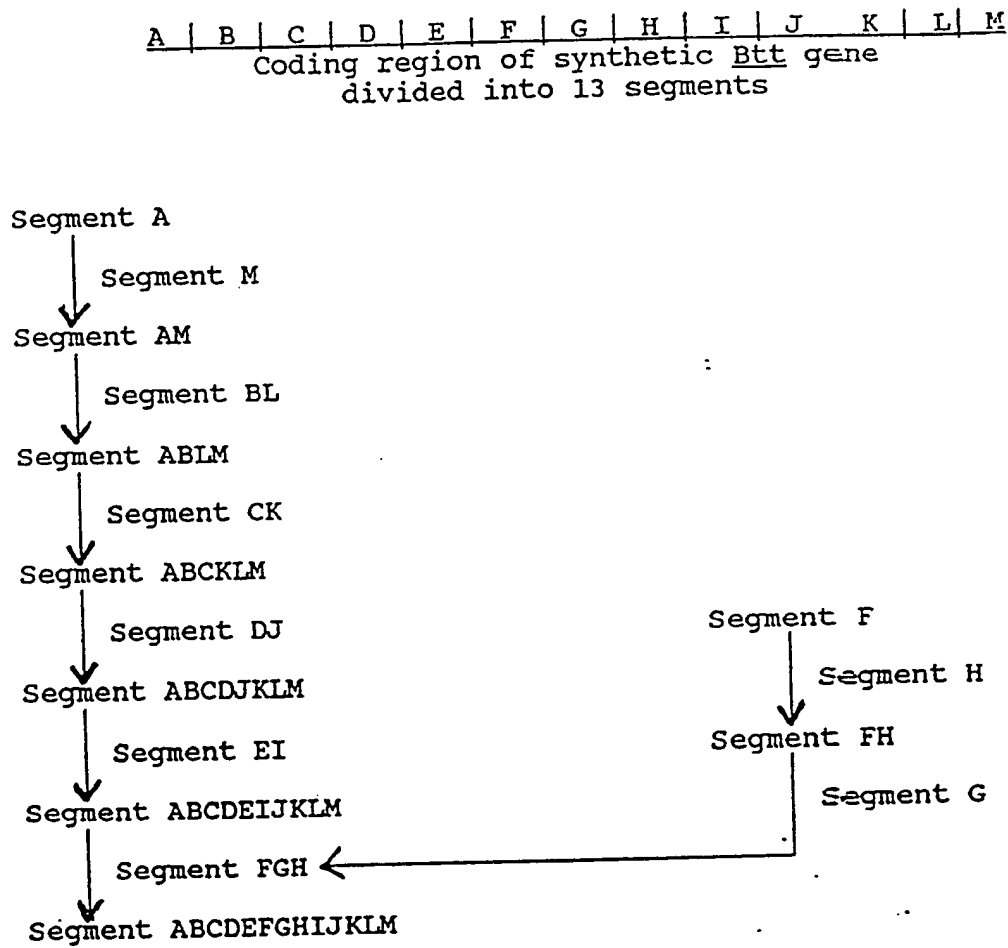 A | B | C | D | E | F | G | H | I | J K | L | M
Coding region of synthetic Btt gene
divided into 13 segments
Segment A
Segment M
Segment AM
Segment BL
Segment ABLM
Segment CK
Segment ABCKLM
Segment DJ
Segment ABCDJKLM
Segment EI
Segment ABCDEIJKLM
Segment FGH
Segment ABCDEFGHIJKLM
Segment F
Segment H
Segment FH
Segment G